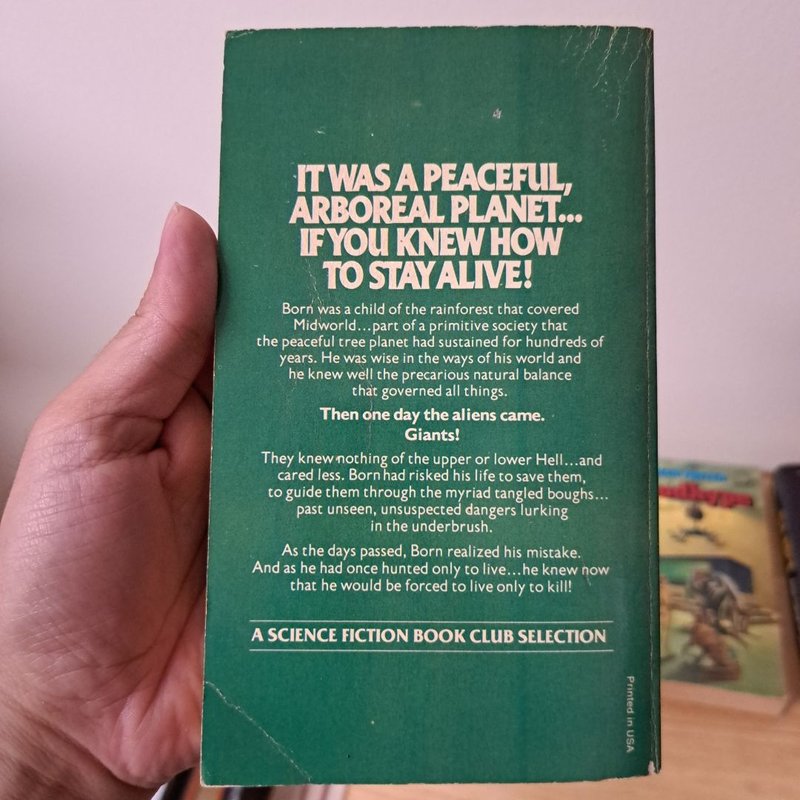 IT WAS A PEACEFUL,
ARBOREAL PLANET...
IF YOU KNEW HOW
TO STAY ALIVE!
Born was a child of the rainforest that covered
Midworld...part of a primitive society that
the peaceful tree planet had sustained for hundreds of
years. He was wise in the ways of his world and
he knew well the precarious natural balance
that governed all things.
Then one day the aliens came.
Giants!
They knew nothing of the upper or lower Hell...and
cared less. Born had risked his life to save them,
to guide them through the myriad tangled boughs...
past unseen, unsuspected dangers lurking
in the underbrush.
As the days passed, Born realized his mistake.
And as he had once hunted only to live...he knew now
that he would be forced to live only to kill!
A SCIENCE FICTION BOOK CLUB SELECTION
Printed in USA